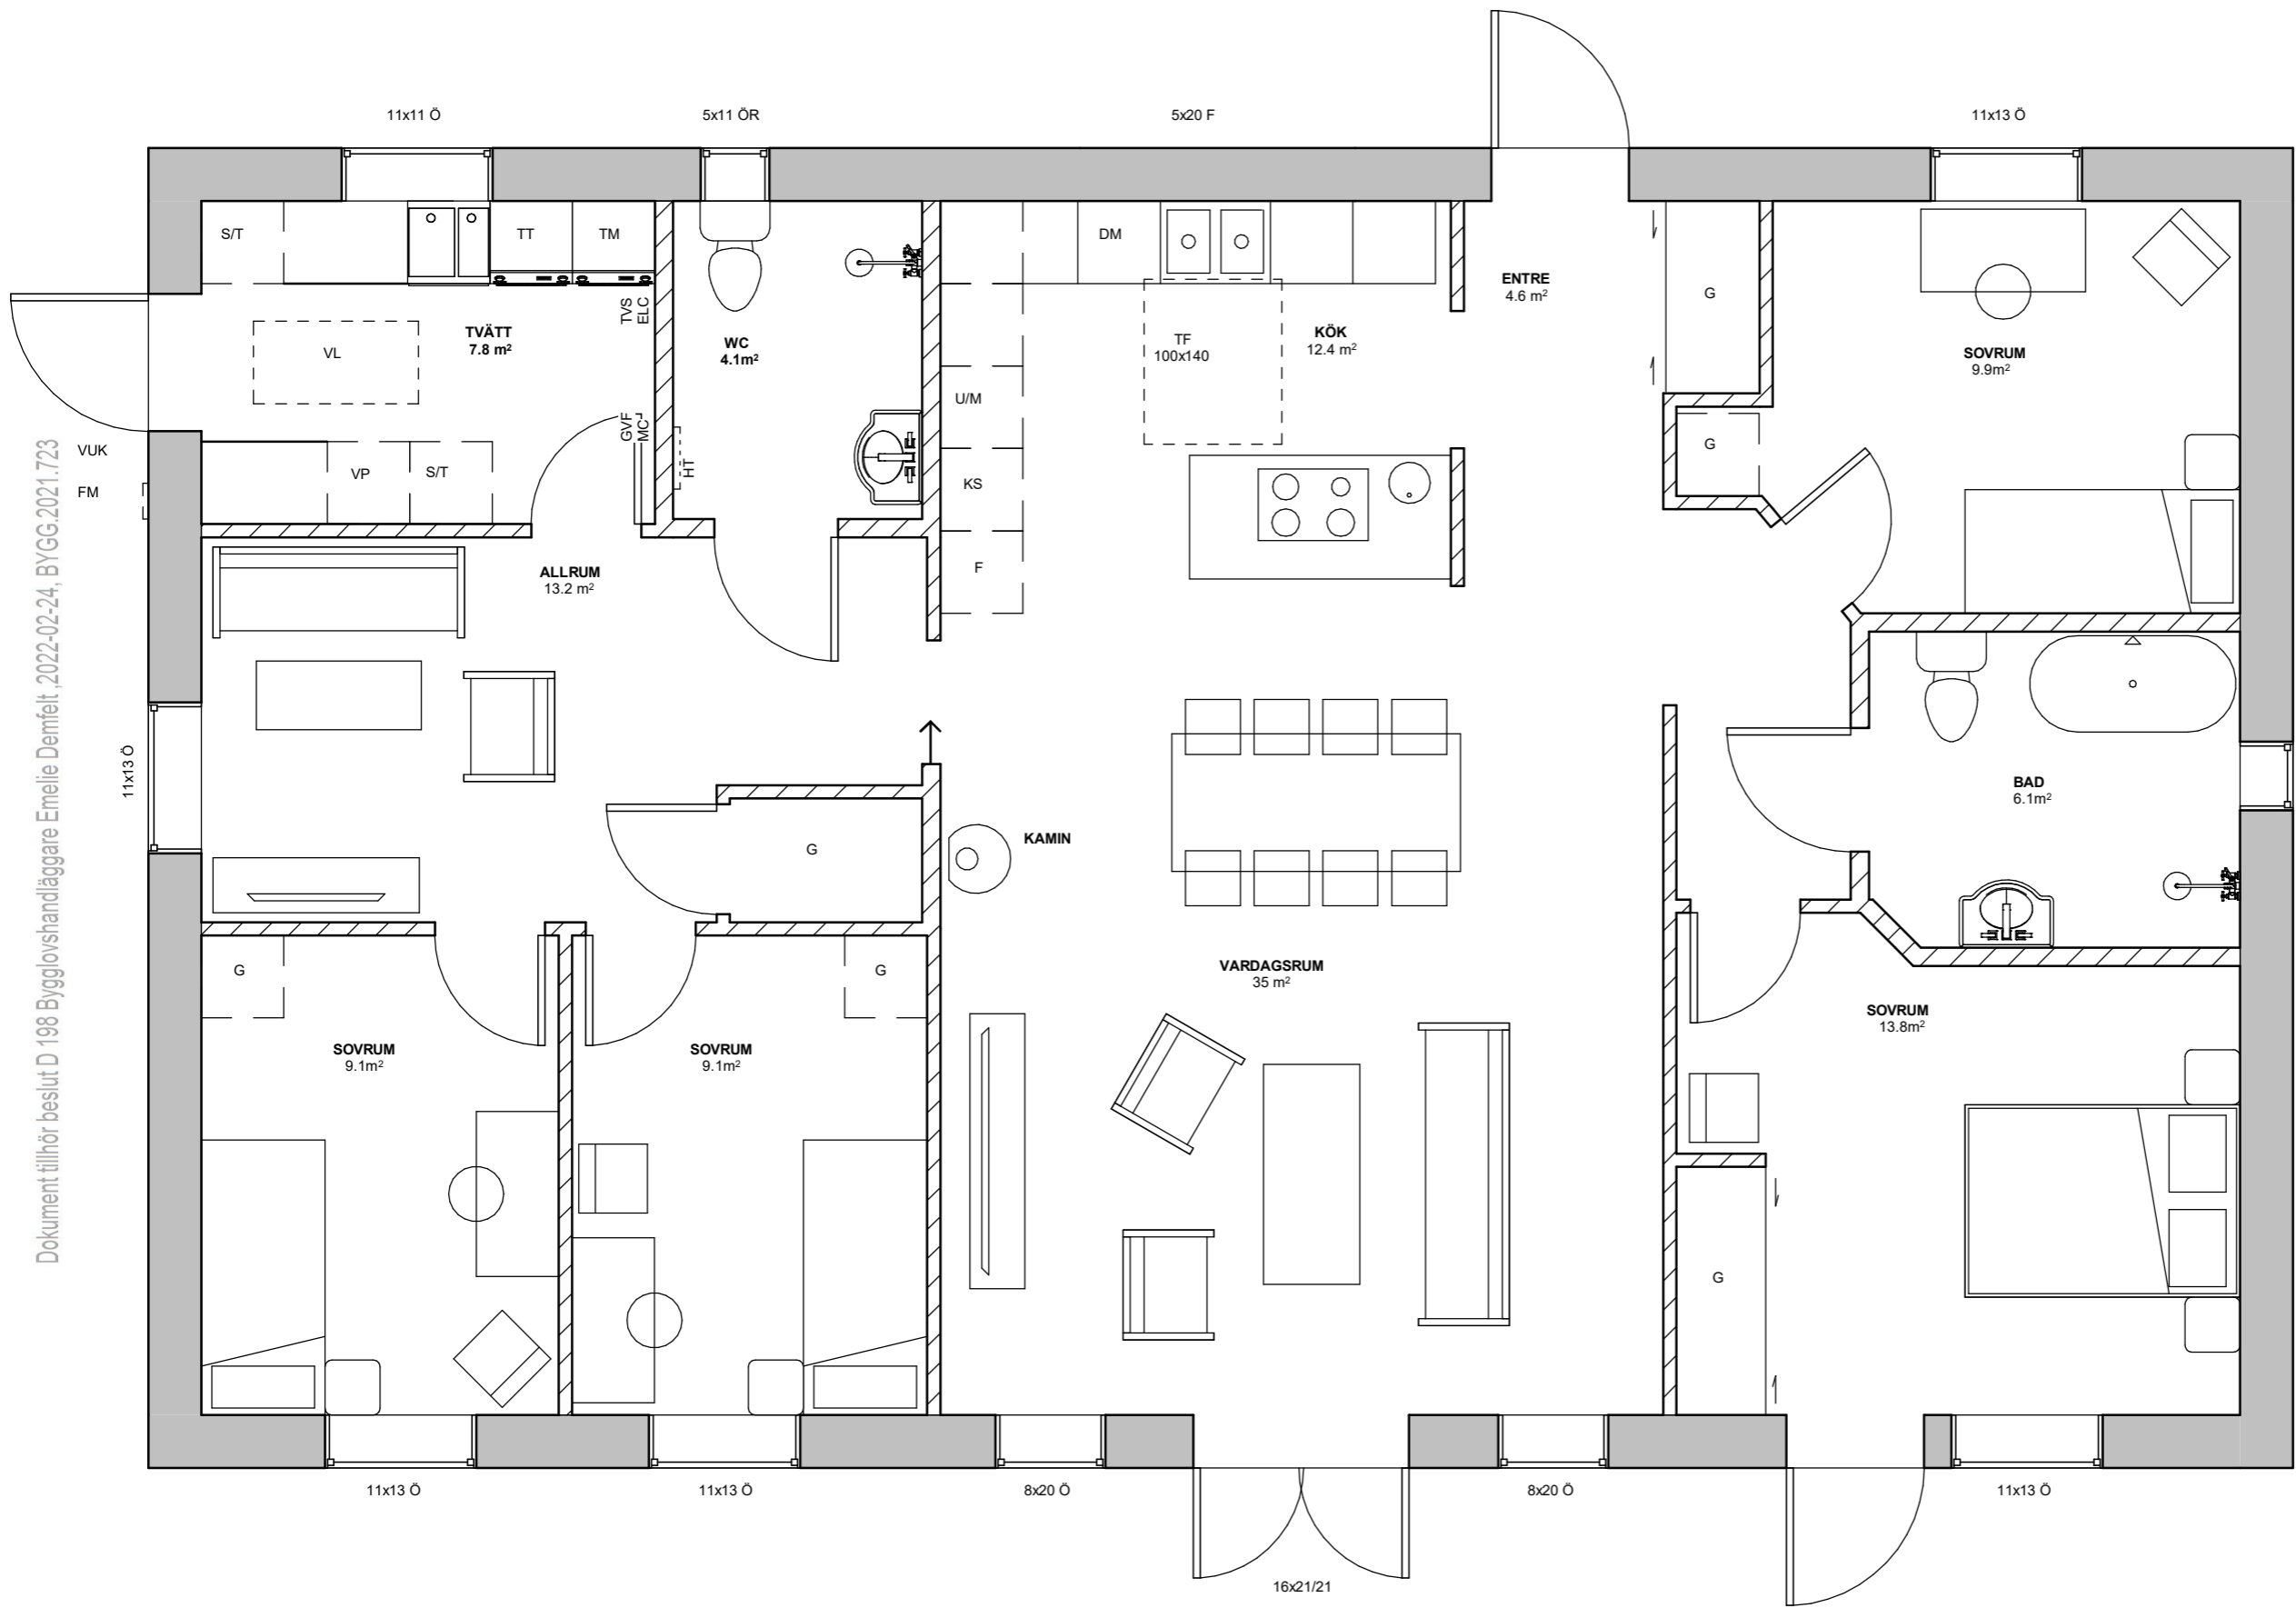 11x11 Ö
5x11 ÖR
5x20 F
11x13 Ö
S/T
TT
TM
DM
ENTRE
4.6 m²
G
TVS
ELC
TVÄTT
7.8 m²
VL
WC
4.1m²
TF
100x140
KÖK
12.4 m²
SOVRUM
9.9m²
U/M
GVF
MC
HT
G
VUK
FM
VP
S/T
KS
F
ALLRUM
13.2 m²
11x13 Ö
BAD
6.1m²
KAMIN
G
VARDAGSRUM
35 m²
G
G
SOVRUM
13.8m²
SOVRUM
9.1m²
SOVRUM
9.1m²
G
11x13 Ö
11x13 Ö
8x20 Ö
8x20 Ö
11x13 Ö
16x21/21
Dokument tillhör beslut D 198 Bygglovshandläggare Emelie Demfelt ,2022-02-24, BYGG.2021.723